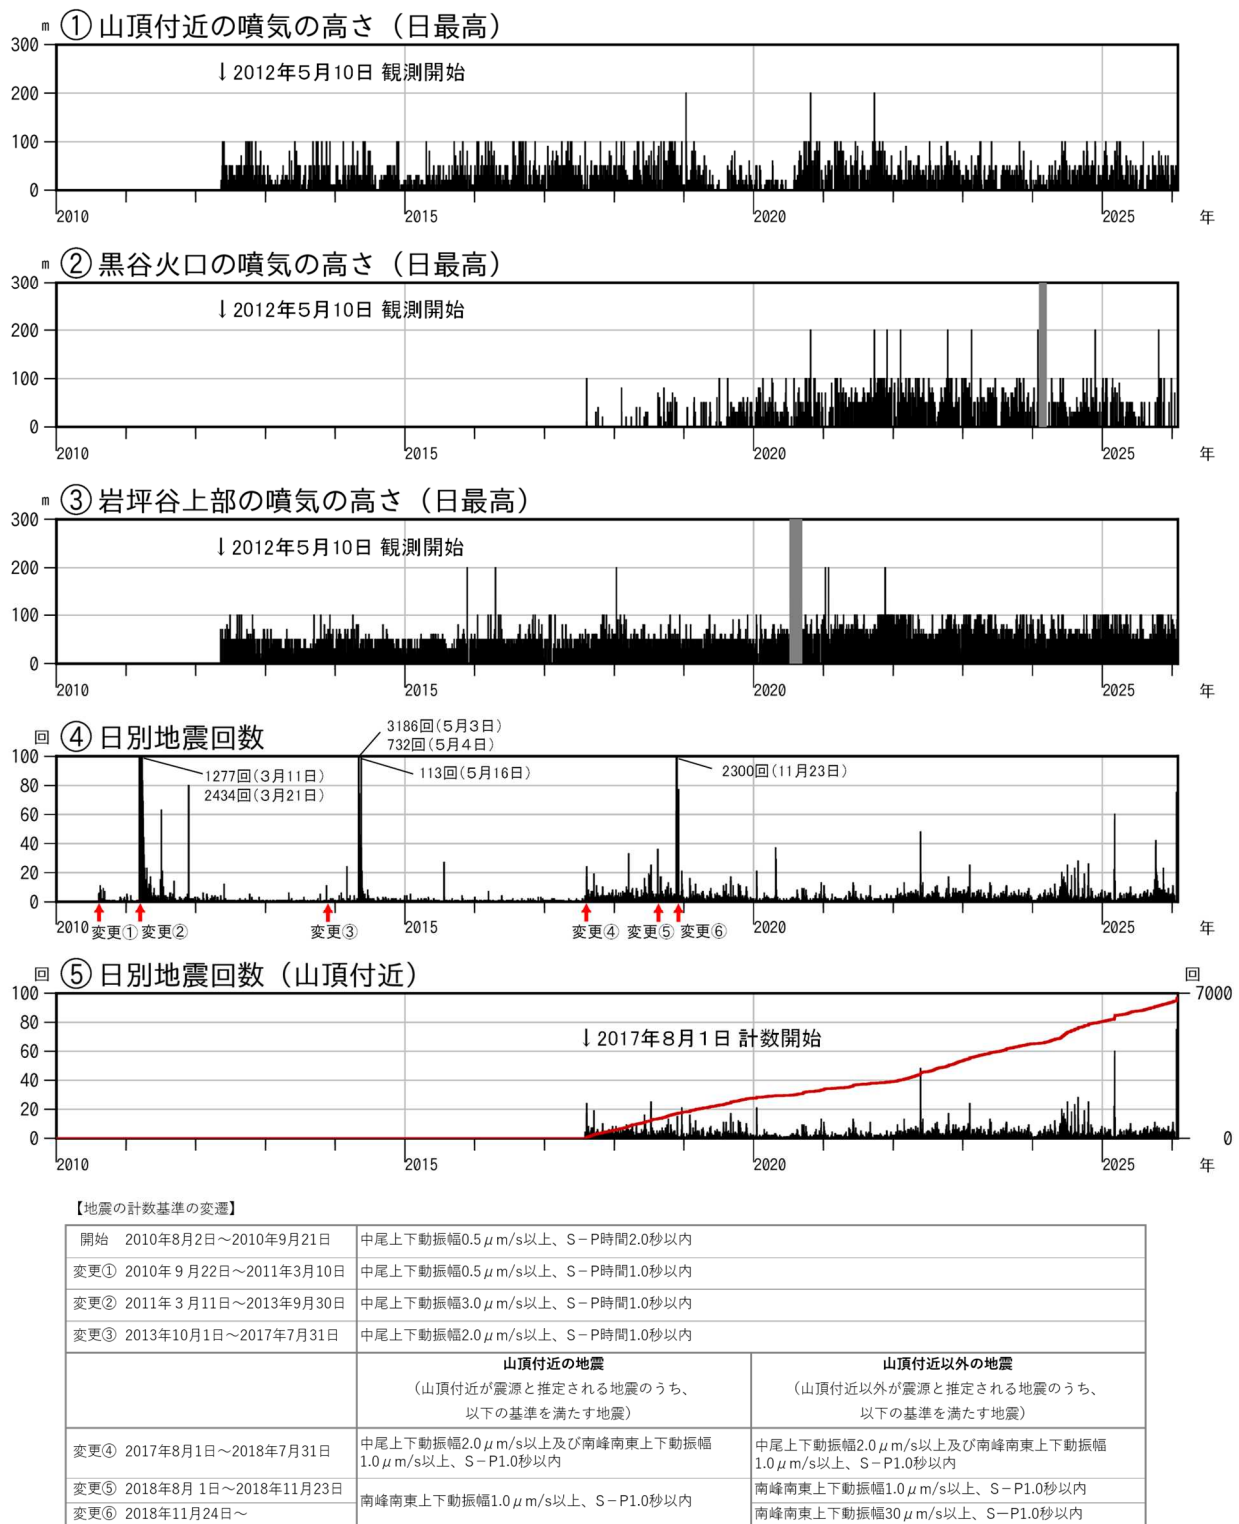 m ①山頂付近の噴気の高さ（日最高）
300
↓2012年5月10日 観測開始
200
100
0
2010 2015 2020 2025 年
m ②黒谷火口の噴気の高さ（日最高）
300
↓2012年5月10日 観測開始
200
100
0
2010 2015 2020 2025 年
m ③岩坪谷上部の噴気の高さ（日最高）
300
↓2012年5月10日 観測開始
200
100
0
2010 2015 2020 2025 年
回 ④日別地震回数
3186回(5月3日)
732回(5月4日)
100
1277回(3月11日) 113回(5月16日) 2300回(11月23日)
2434回(3月21日)
80
60
40
20
0
2010 2015 2020 2025 年
変更① 変更② 変更③ 変更④ 変更⑤ 変更⑥
回 ⑤日別地震回数（山頂付近） 回
100 7000
80
↓2017年8月1日 計数開始
60
40
20
0 0
2010 2015 2020 2025 年
【地震の計数基準の変遷】
開始 2010年8月2日～2010年9月21日 中尾上下動振幅0.5μm/s以上、S－P時間2.0秒以内
変更① 2010年9月22日～2011年3月10日 中尾上下動振幅0.5μm/s以上、S－P時間1.0秒以内
変更② 2011年3月11日～2013年9月30日 中尾上下動振幅3.0μm/s以上、S－P時間1.0秒以内
変更③ 2013年10月1日～2017年7月31日 中尾上下動振幅2.0μm/s以上、S－P時間1.0秒以内
山頂付近の地震 山頂付近以外の地震
（山頂付近が震源と推定される地震のうち、 （山頂付近以外が震源と推定される地震のうち、
以下の基準を満たす地震） 以下の基準を満たす地震）
変更④ 2017年8月1日～2018年7月31日 中尾上下動振幅2.0μm/s以上及び南峰南東上下動振幅 中尾上下動振幅2.0μm/s以上及び南峰南東上下動振幅
1.0μm/s以上、S－P1.0秒以内 1.0μm/s以上、S－P1.0秒以内
変更⑤ 2018年8月 1日～2018年11月23日 南峰南東上下動振幅1.0μm/s以上、S－P1.0秒以内
南峰南東上下動振幅1.0μm/s以上、S－P1.0秒以内
変更⑥ 2018年11月24日～ 南峰南東上下動振幅30μm/s以上、S－P1.0秒以内